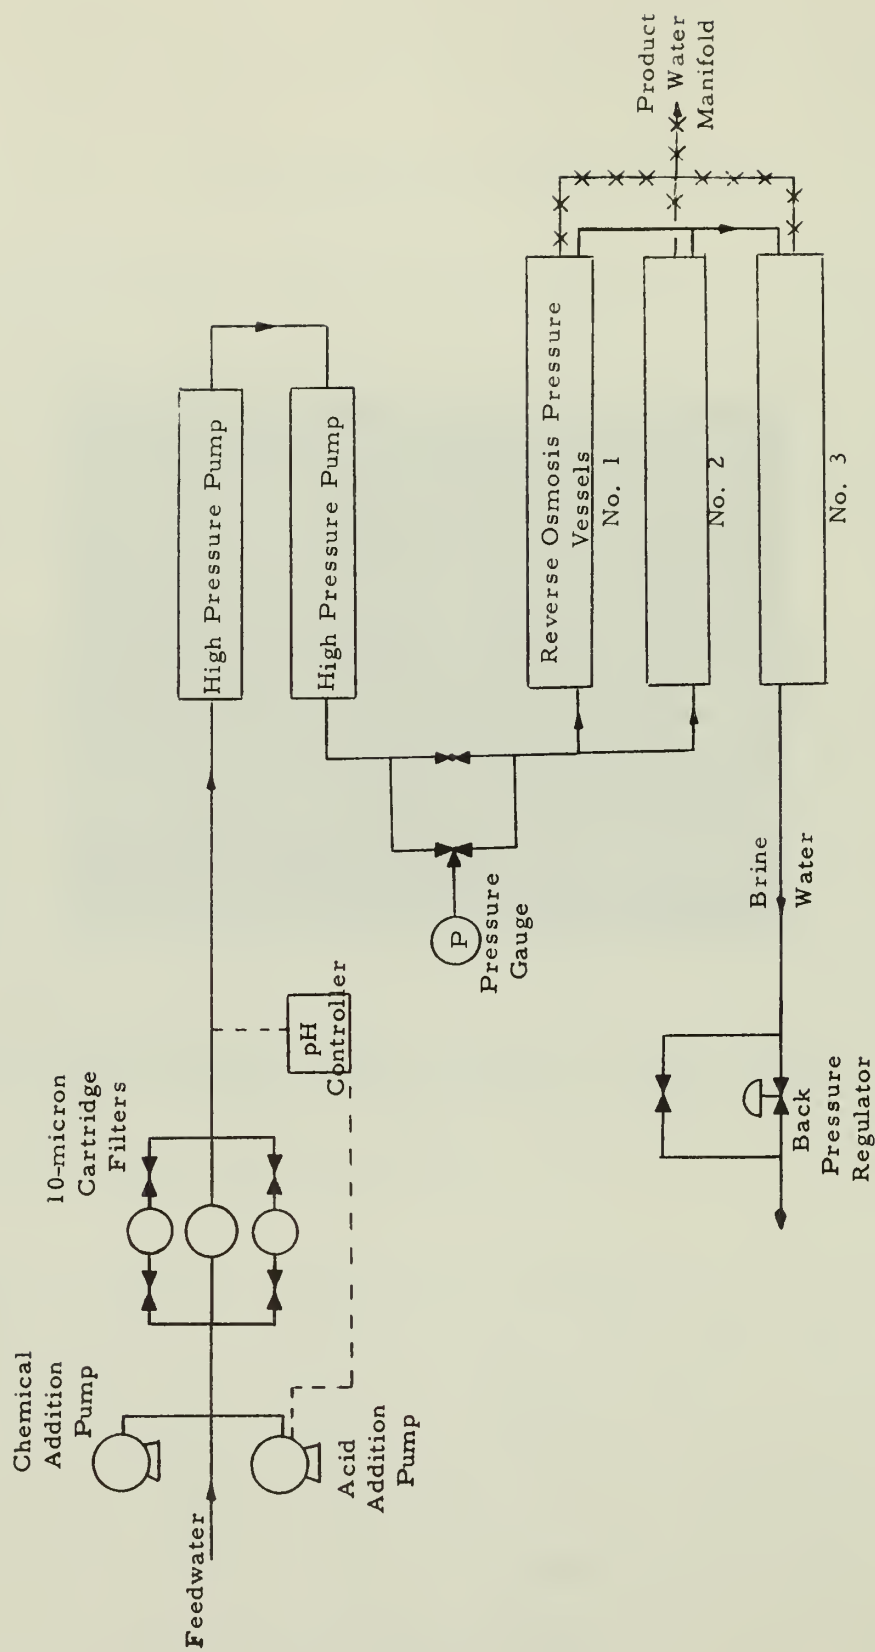 Feedwater
Chemical
Addition
Pump
Acid
Addition
Pump
10-micron
Cartridge
Filters
pH
Controller
High Pressure Pump
High Pressure Pump
P
Pressure
Gauge
Reverse Osmosis Pressure
Vessels
No. 1
No. 2
No. 3
Product
Water
Manifold
Brine
Water
Back
Pressure
Regulator